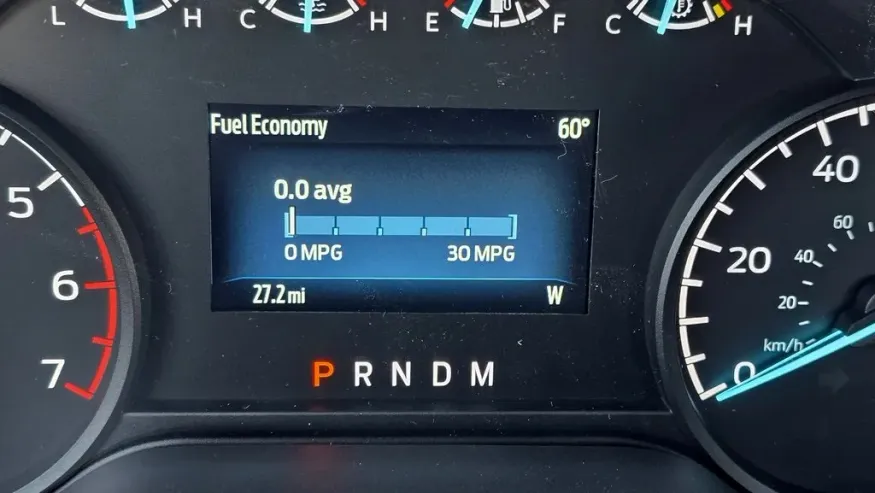 L H C H E F C H
Fuel Economy 60°
0.0 avg
0 MPG 30 MPG
27.2 mi W
P R N D M
5
6
7
40
20
0
60
40
20
km/h